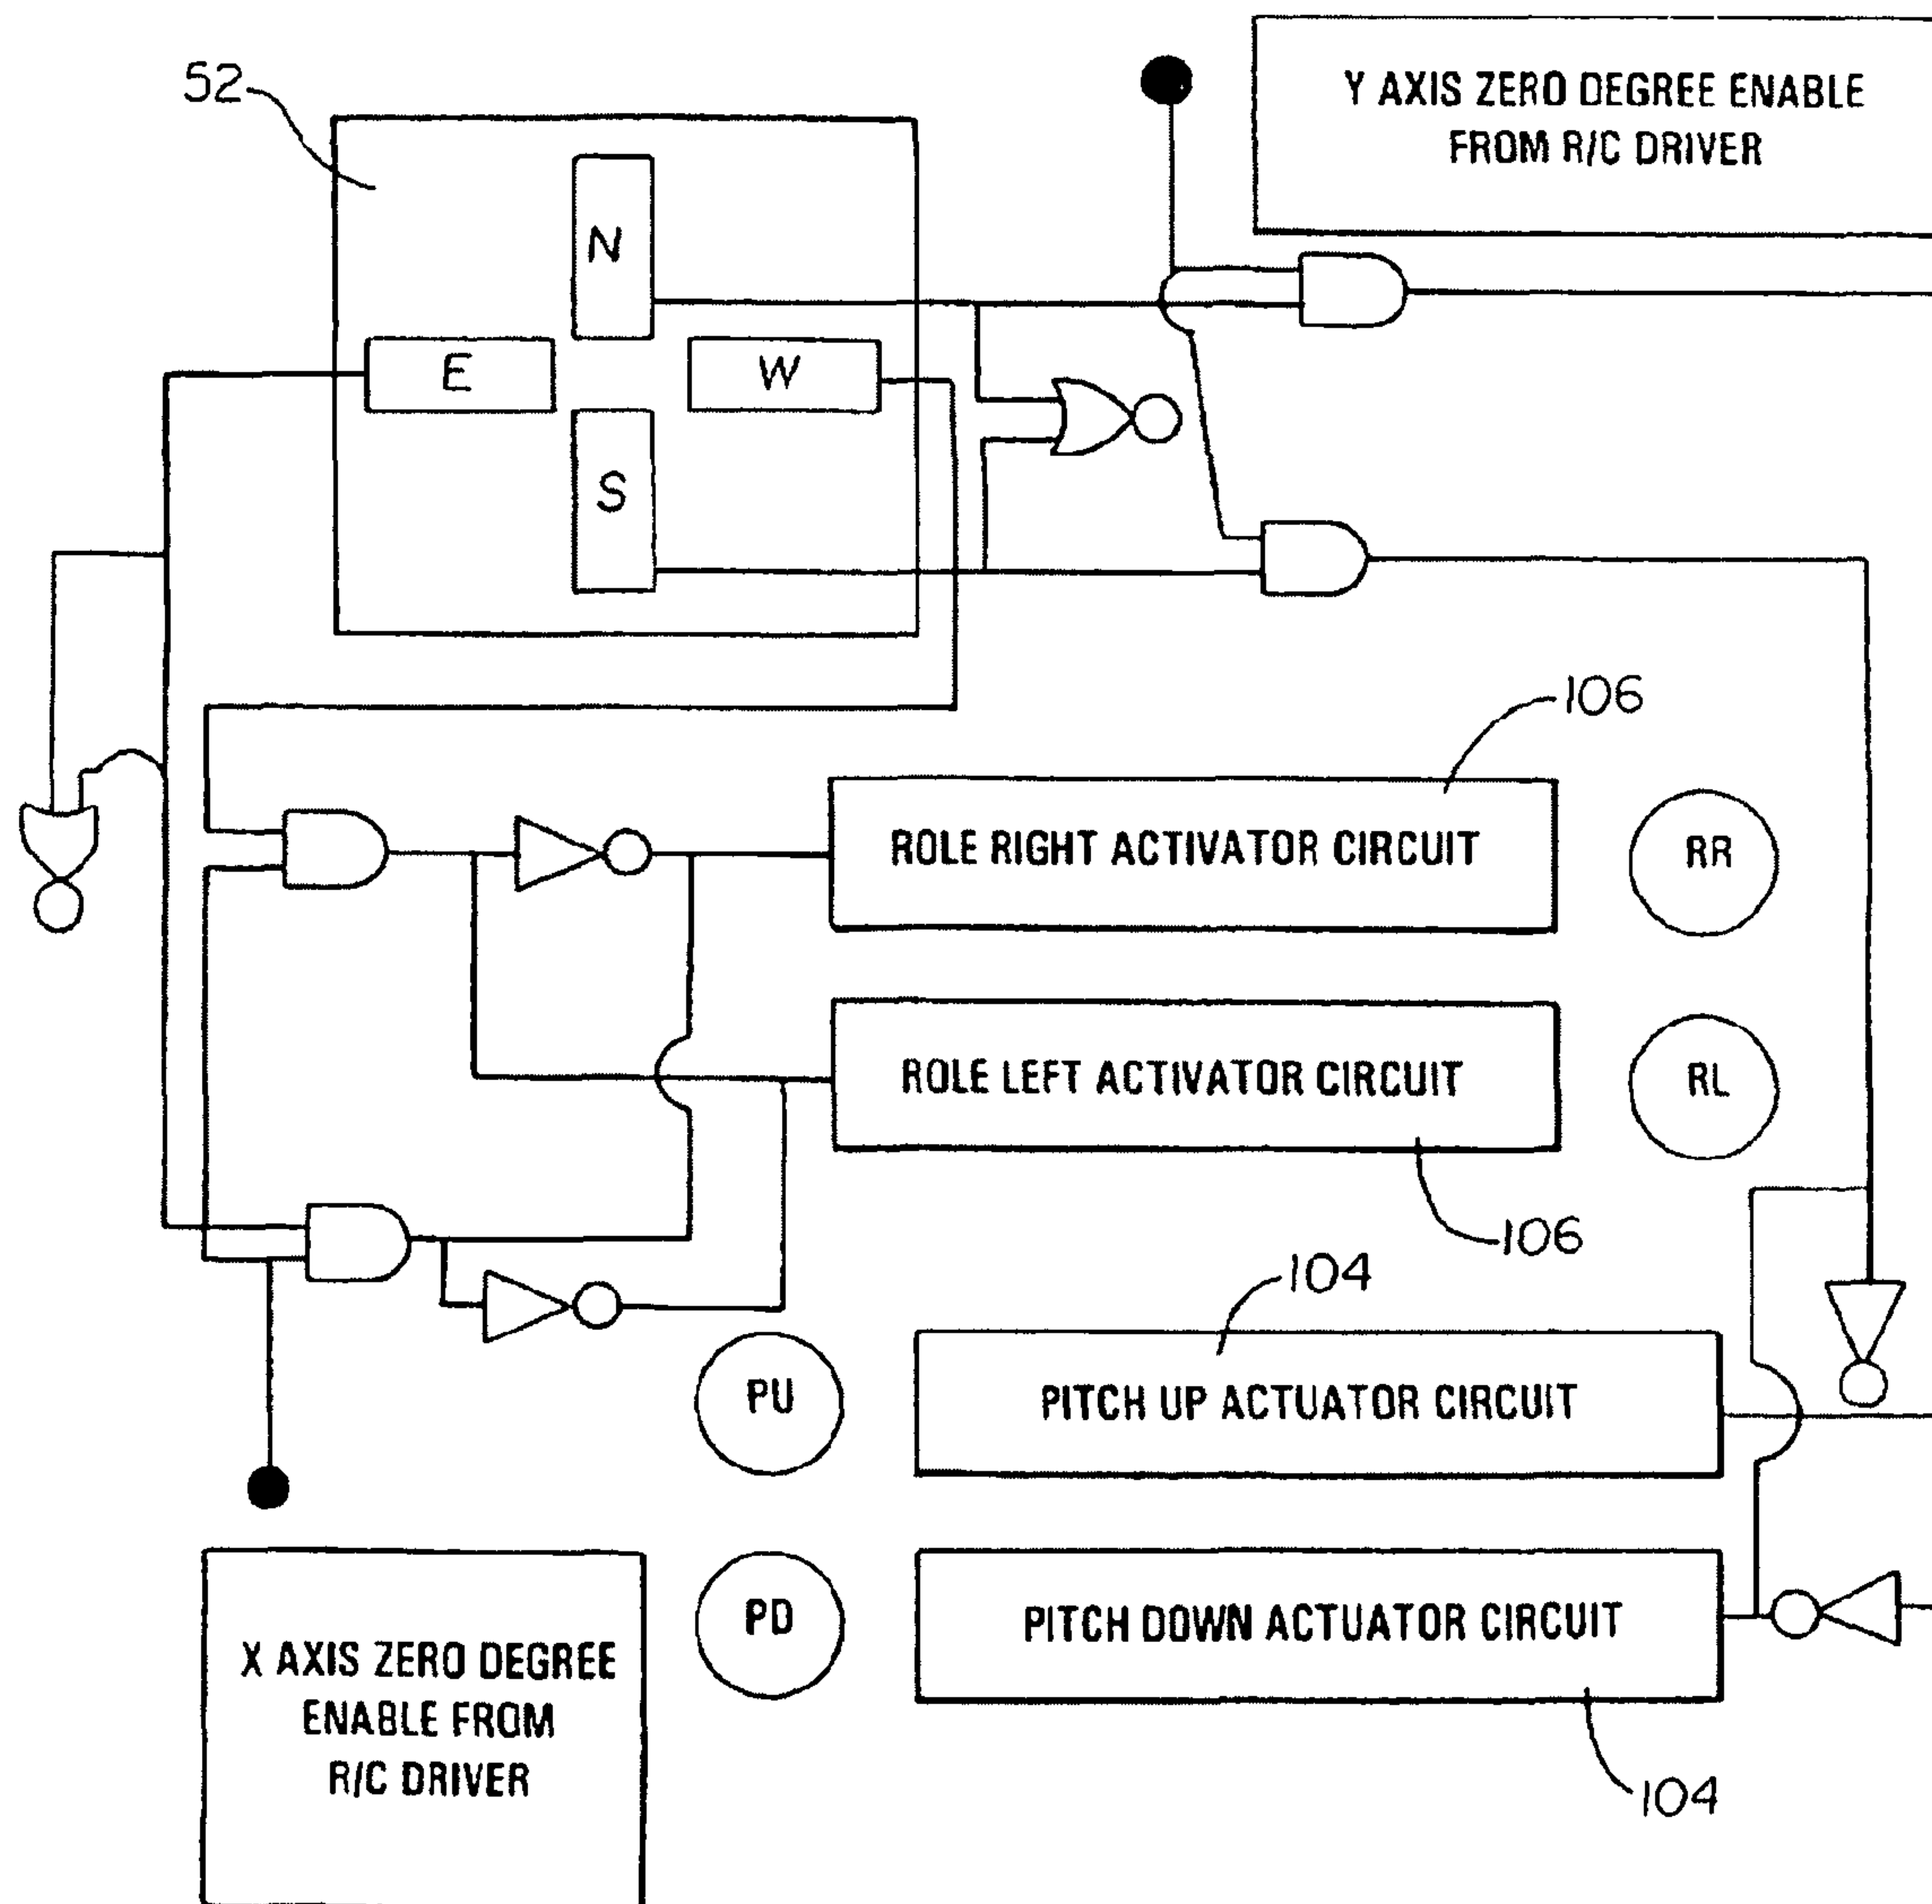 52
Y AXIS ZERO DEGREE ENABLE
FROM R/C DRIVER
N
E
W
S
106
ROLE RIGHT ACTIVATOR CIRCUIT
RR
ROLE LEFT ACTIVATOR CIRCUIT
RL
106
104
PU
PITCH UP ACTUATOR CIRCUIT
PD
PITCH DOWN ACTUATOR CIRCUIT
X AXIS ZERO DEGREE
ENABLE FROM
R/C DRIVER
104